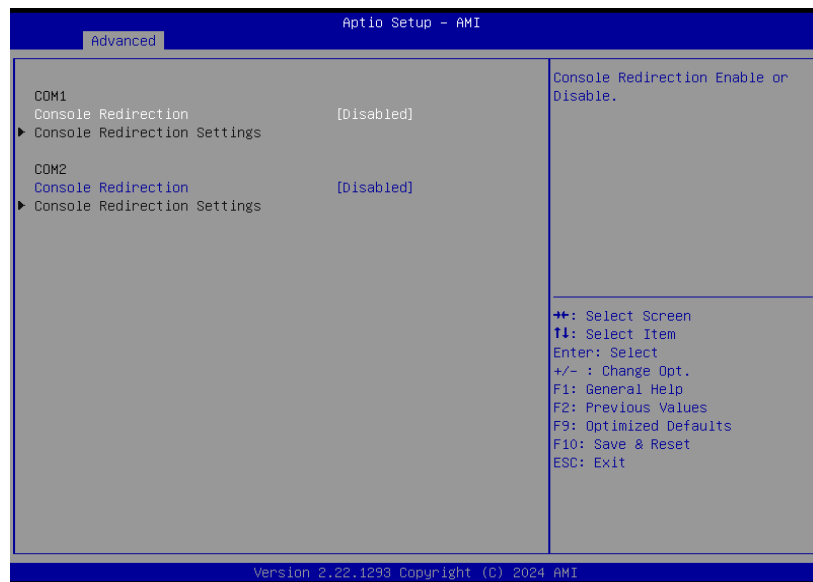 Aptio Setup – AMI
Advanced
COM1
Console Redirection [Disabled]
▶ Console Redirection Settings
COM2
Console Redirection [Disabled]
▶ Console Redirection Settings
Console Redirection Enable or
Disable.
→←: Select Screen
↑↓: Select Item
Enter: Select
+/- : Change Opt.
F1: General Help
F2: Previous Values
F9: Optimized Defaults
F10: Save & Reset
ESC: Exit
Version 2.22.1293 Copyright (C) 2024 AMI